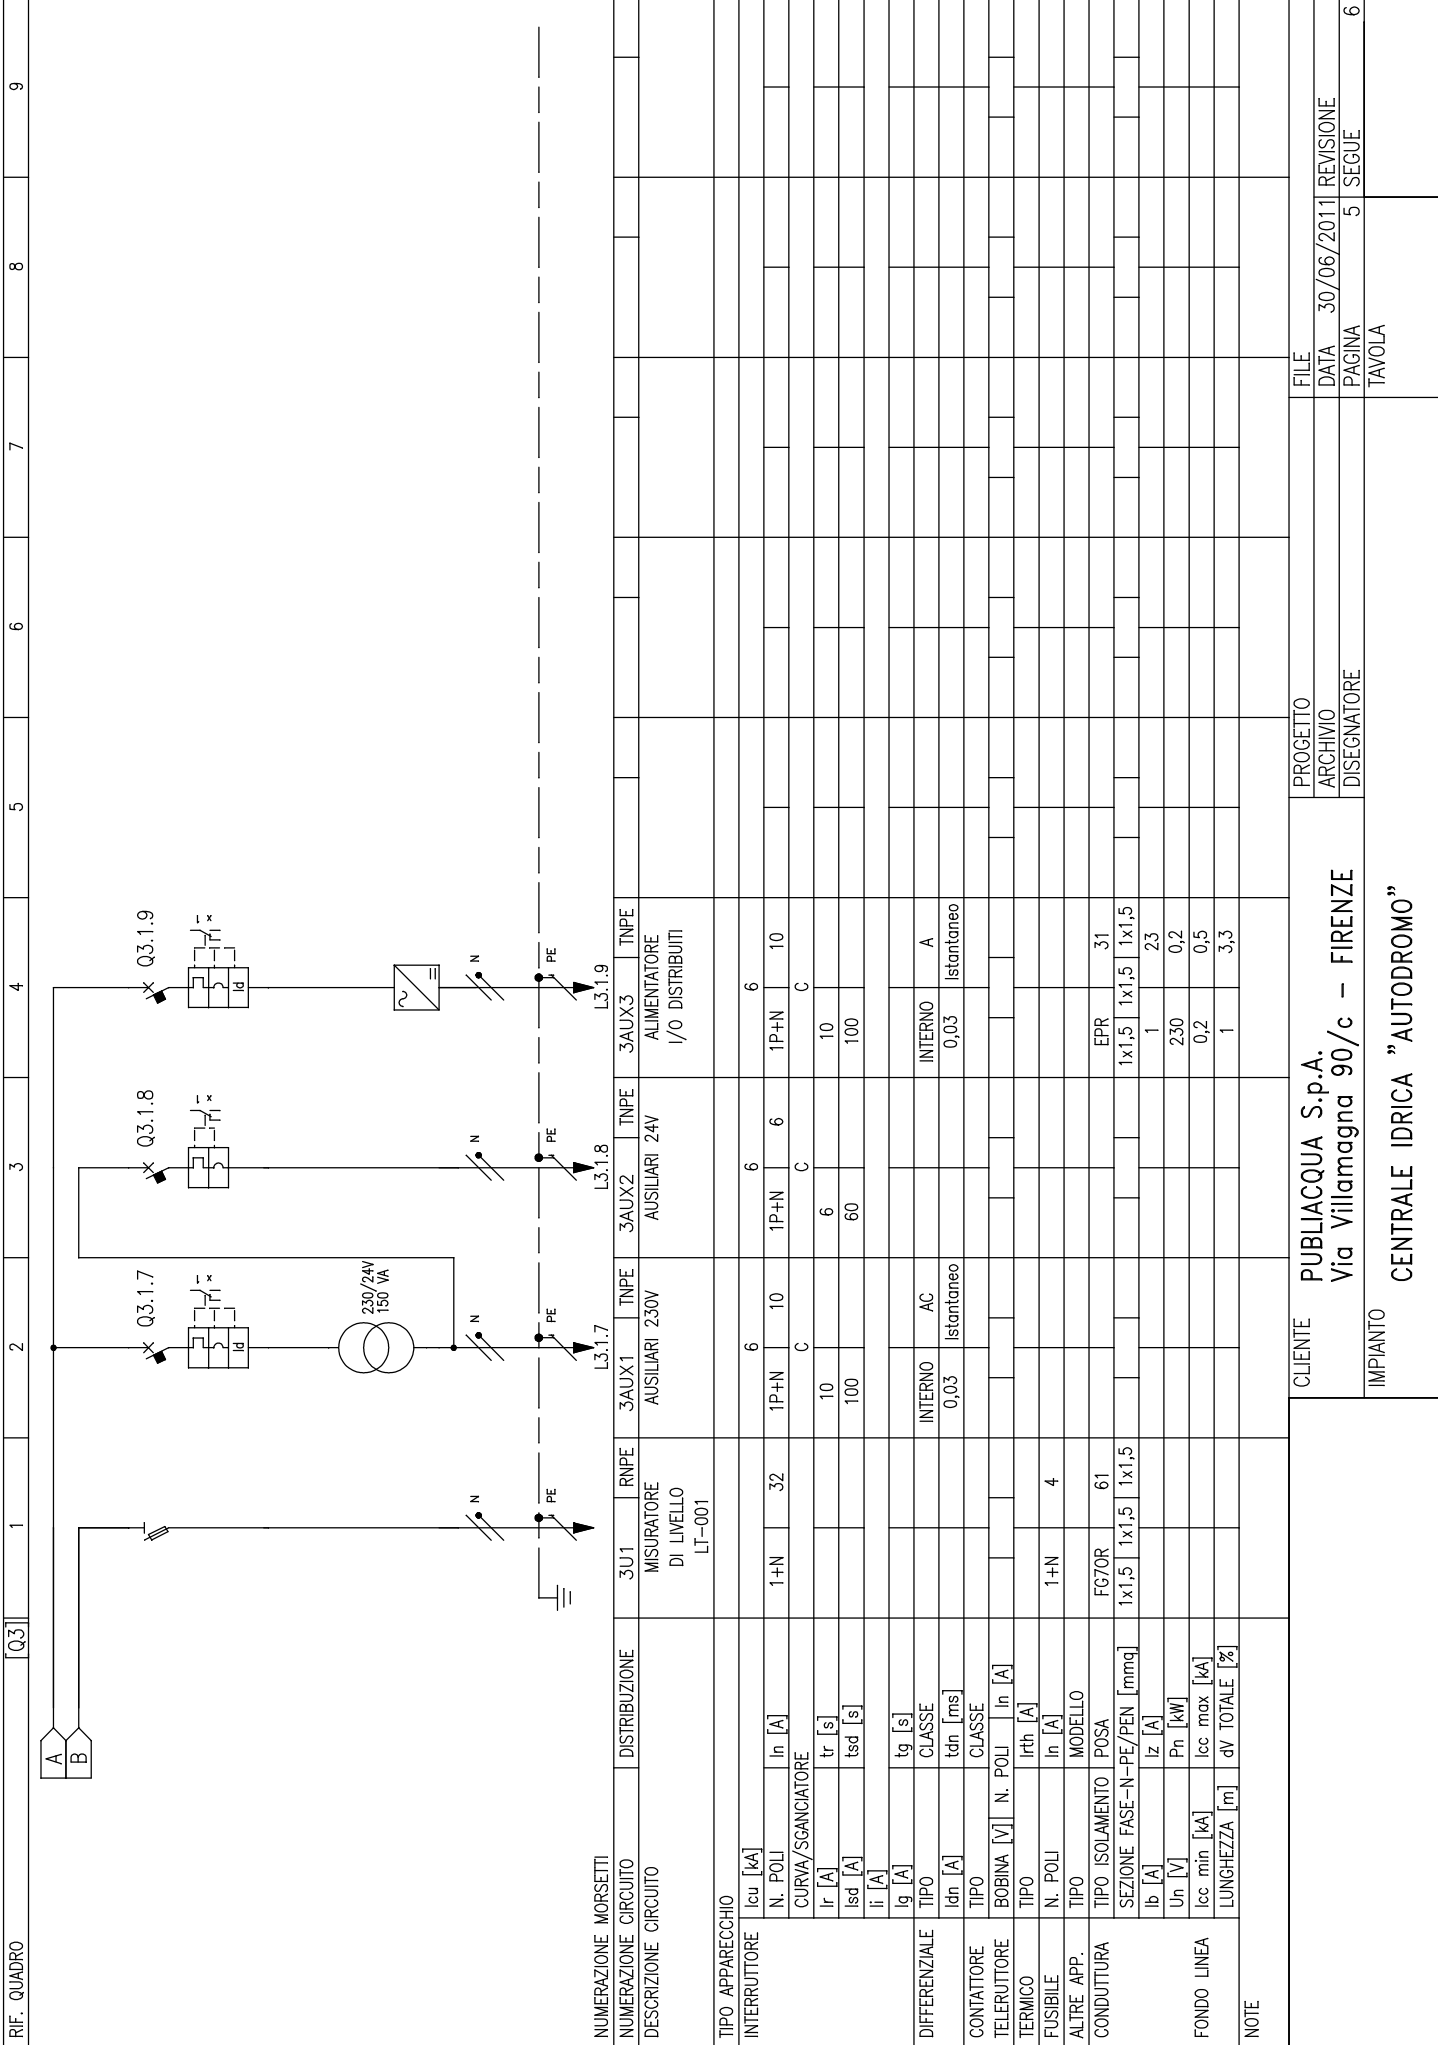 RIF. QUADRO [Q3] 1 2 3 4 5 6 7 8 9
A
B
Q3.1.7 Q3.1.8 Q3.1.9
Id Id
230/24V
150 VA
N N N N
PE PE PE PE
NUMERAZIONE MORSETTI L3.1.7 L3.1.8 L3.1.9
NUMERAZIONE CIRCUITO DISTRIBUZIONE 3U1 RNPE 3AUX1 TNPE 3AUX2 TNPE 3AUX3 TNPE
DESCRIZIONE CIRCUITO MISURATORE AUSILIARI 230V AUSILIARI 24V ALIMENTATORE
DI LIVELLO I/O DISTRIBUITI
LT-001
TIPO APPARECCHIO
INTERRUTTORE Icu [kA] 6 6 6
N. POLI In [A] 1+N 32 1P+N 10 1P+N 6 1P+N 10
CURVA/SGANCIATORE C C C
Ir [A] tr [s] 10 6 10
Isd [A] tsd [s] 100 60 100
Ii [A]
Ig [A] tg [s]
DIFFERENZIALE TIPO CLASSE INTERNO AC INTERNO A
Idn [A] tdn [ms] 0,03 Istantaneo 0,03 Istantaneo
CONTATTORE TIPO CLASSE
TELERUTTORE BOBINA [V] N. POLI In [A]
TERMICO TIPO Irth [A]
FUSIBILE N. POLI In [A] 1+N 4
ALTRE APP. TIPO MODELLO
CONDUTTURA TIPO ISOLAMENTO POSA FG7OR 61 EPR 31
SEZIONE FASE-N-PE/PEN [mmq] 1x1,5 1x1,5 1x1,5 1x1,5 1x1,5 1x1,5
Ib [A] Iz [A] 1 23
Un [V] Pn [kW] 230 0,2
FONDO LINEA Icc min [kA] Icc max [kA] 0,2 0,5
LUNGHEZZA [m] dV TOTALE [%] 1 3,3
NOTE
CLIENTE PUBLIACQUA S.p.A.
Via Villamagna 90/c - FIRENZE
IMPIANTO
CENTRALE IDRICA "AUTODROMO"
PROGETTO
ARCHIVIO
DISEGNATORE
FILE
DATA 30/06/2011 REVISIONE
PAGINA 5 SEGUE 6
TAVOLA